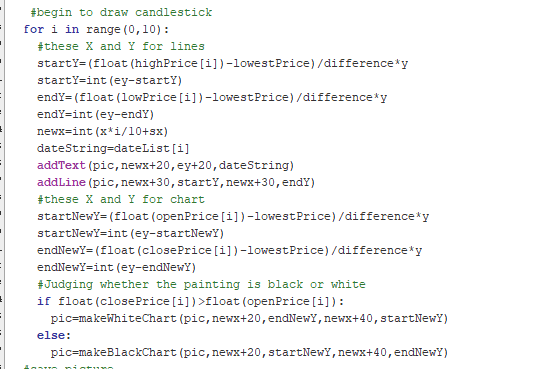 #begin to draw candlestick
for i in range(0,10):
#these X and Y for lines
startY=(float(highPrice[i])-lowestPrice)/difference*y
startY=int(ey-startY)
endY=(float(lowPrice[i])-lowestPrice)/difference*y
endY=int(ey-endY)
newx=int(x*i/10+sx)
dateString=dateList[i]
addText(pic,newx+20,ey+20,dateString)
addLine(pic,newx+30,startY,newx+30,endY)
#these X and Y for chart
startNewY=(float(openPrice[i])-lowestPrice)/difference*y
startNewY=int(ey-startNewY)
endNewY=(float(closePrice[i])-lowestPrice)/difference*y
endNewY=int(ey-endNewY)
#Judging whether the painting is black or white
if float(closePrice[i])>float(openPrice[i]):
pic=makeWhiteChart(pic,newx+20,endNewY,newx+40,startNewY)
else:
pic=makeBlackChart(pic,newx+20,startNewY,newx+40,endNewY)
#save picture